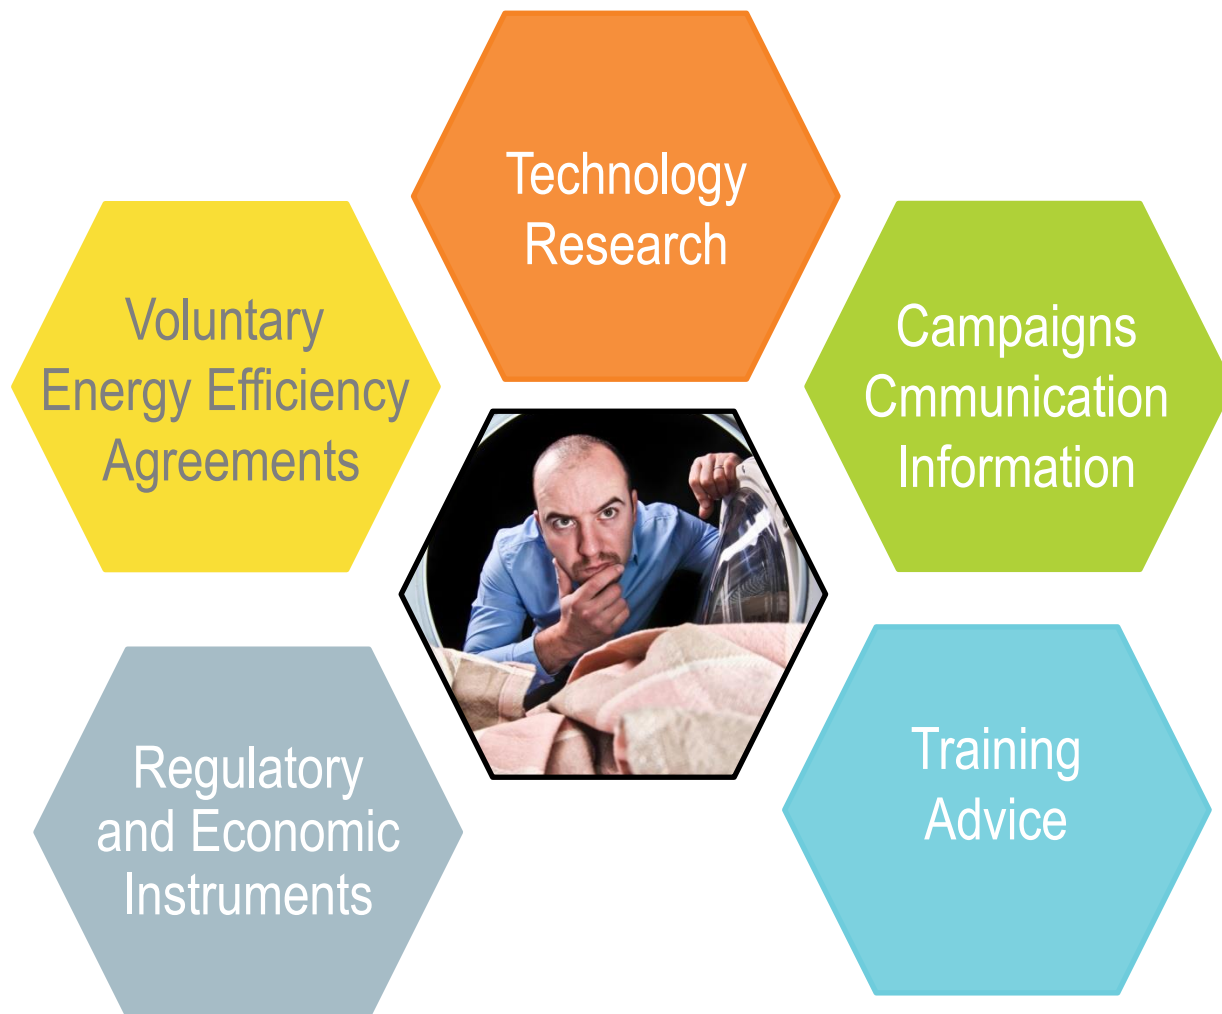 Technology
Research
Voluntary
Energy Efficiency
Agreements
Campaigns
Cmmunication
Information
Regulatory
and Economic
Instruments
Training
Advice